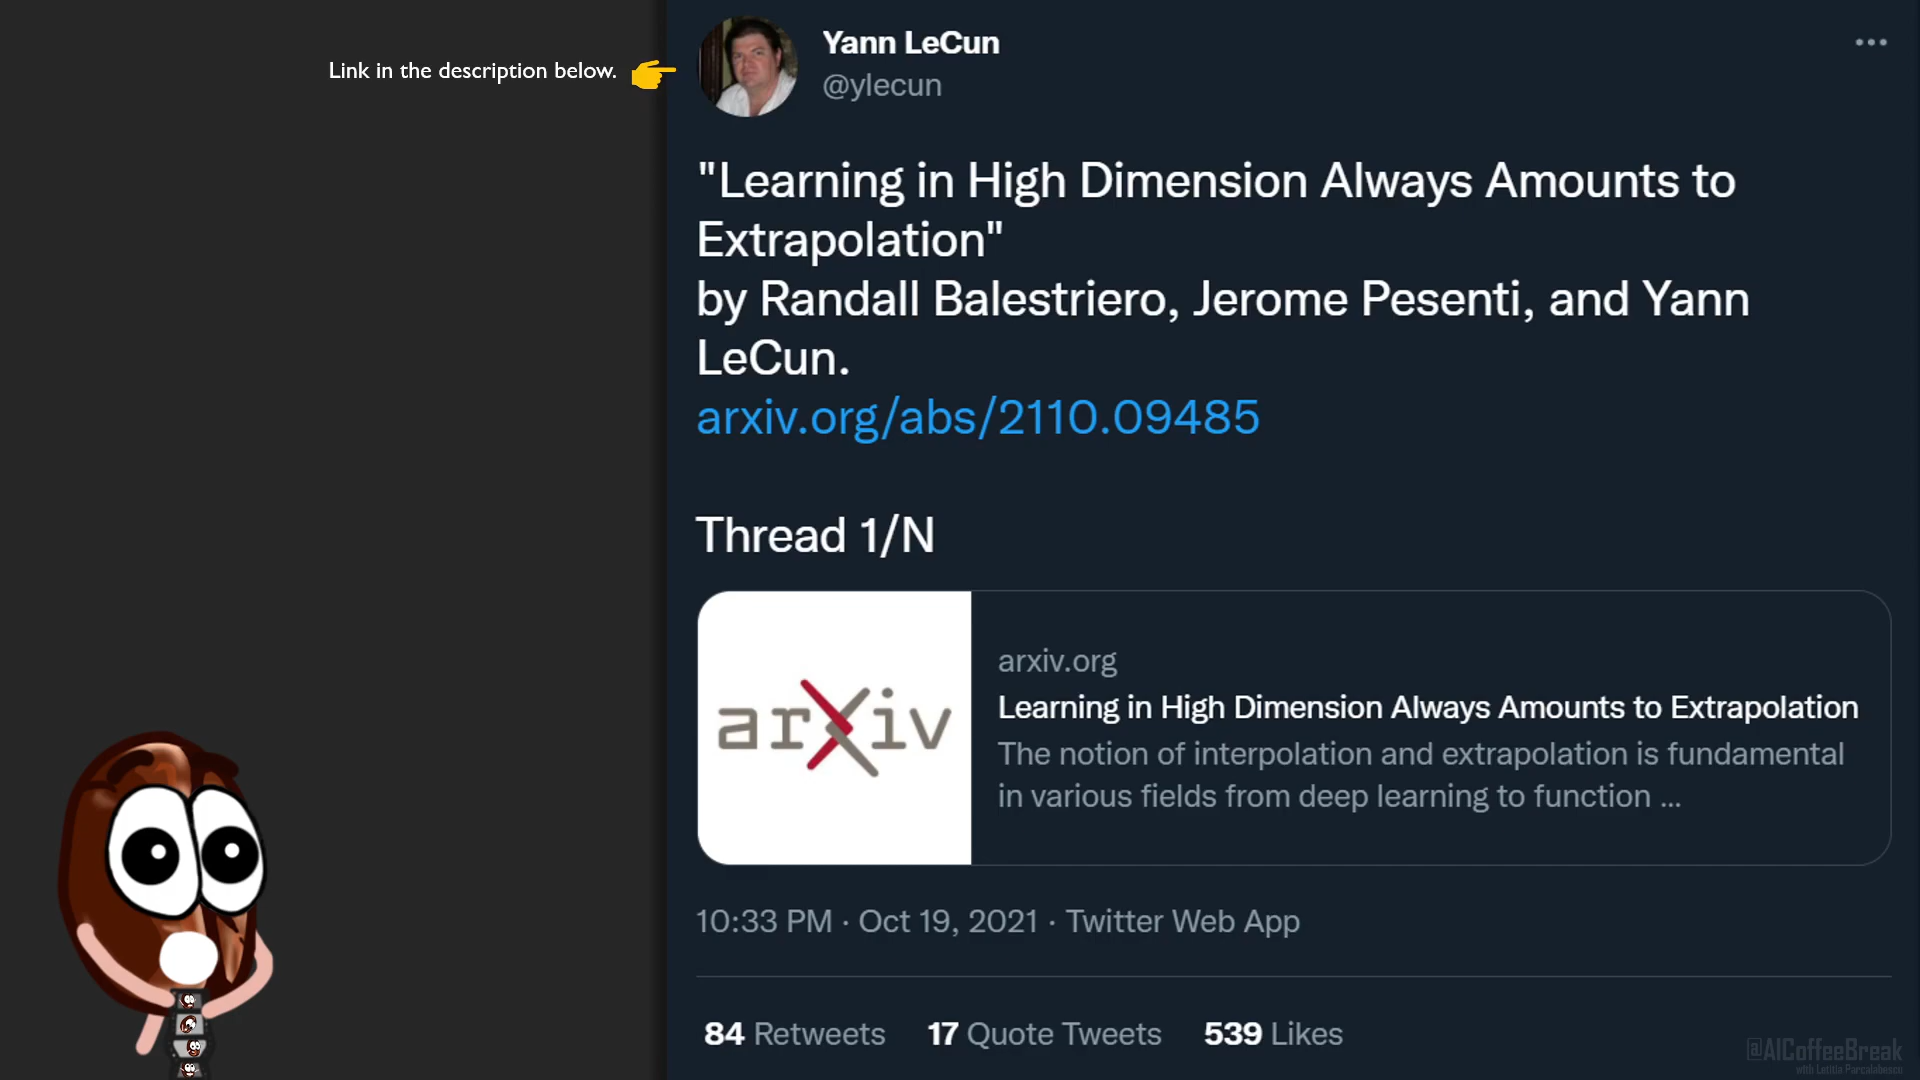 Link in the description below.
Yann LeCun
@ylecun
"Learning in High Dimension Always Amounts to
Extrapolation"
by Randall Balestriero, Jerome Pesenti, and Yann
LeCun.
arxiv.org/abs/2110.09485
Thread 1/N
arXiv
arxiv.org
Learning in High Dimension Always Amounts to Extrapolation
The notion of interpolation and extrapolation is fundamental
in various fields from deep learning to function ...
10:33 PM · Oct 19, 2021 · Twitter Web App
84 Retweets 17 Quote Tweets 539 Likes
@AICoffeeBreak
with Letitia Parcalabescu